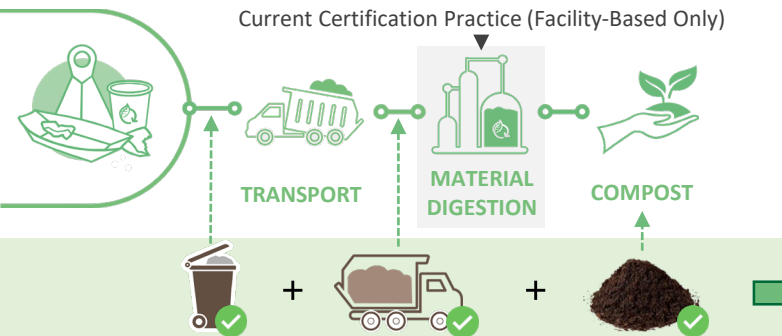 Current Certification Practice (Facility-Based Only)
TRANSPORT
MATERIAL
DIGESTION
COMPOST
+
+